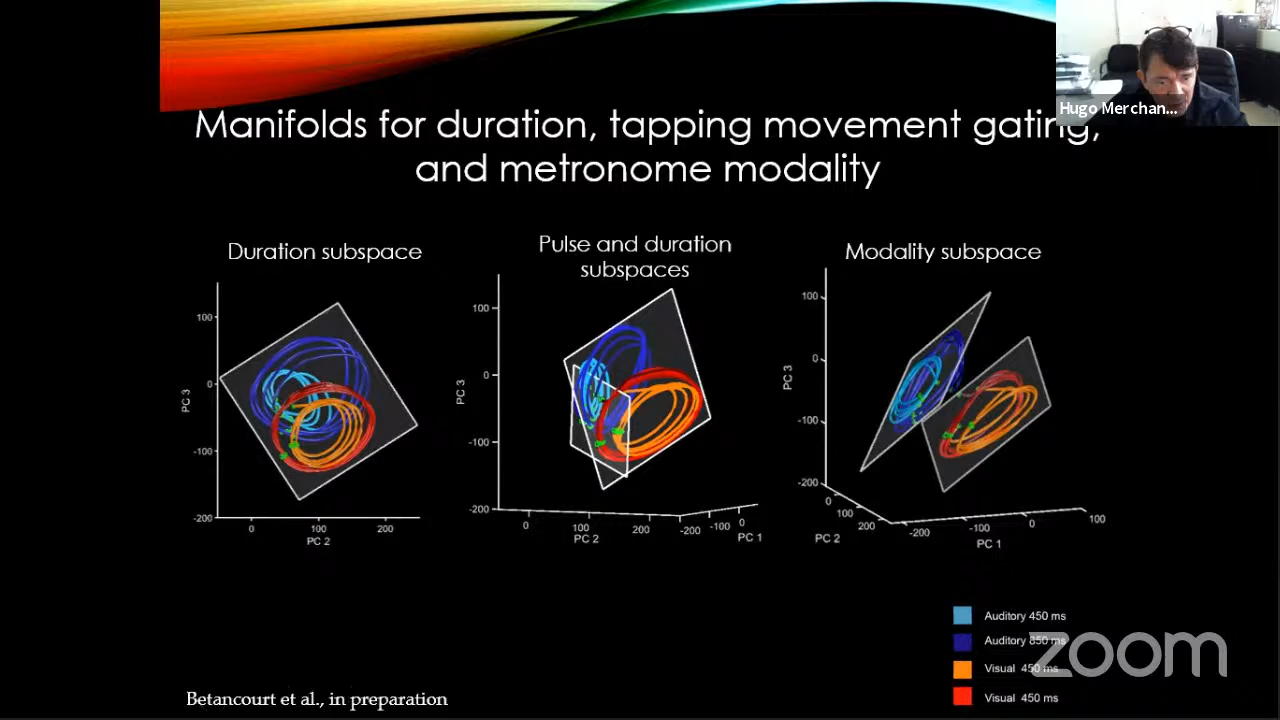 Hugo Merchan...
Manifolds for duration, tapping movement gating,
and metronome modality
Duration subspace
Pulse and duration
subspaces
Modality subspace
100
0
-100
-200
PC 3
0
100
200
PC 2
100
0
-100
-200
PC 3
0
100
200
PC 2
-200
-100
0
PC 1
100
0
-100
-200
PC 3
0
100
200
PC 2
-200
-100
0
100
PC 1
Auditory 450 ms
Auditory 850 ms
Visual 450 ms
Visual 450 ms
zoom
Betancourt et al., in preparation